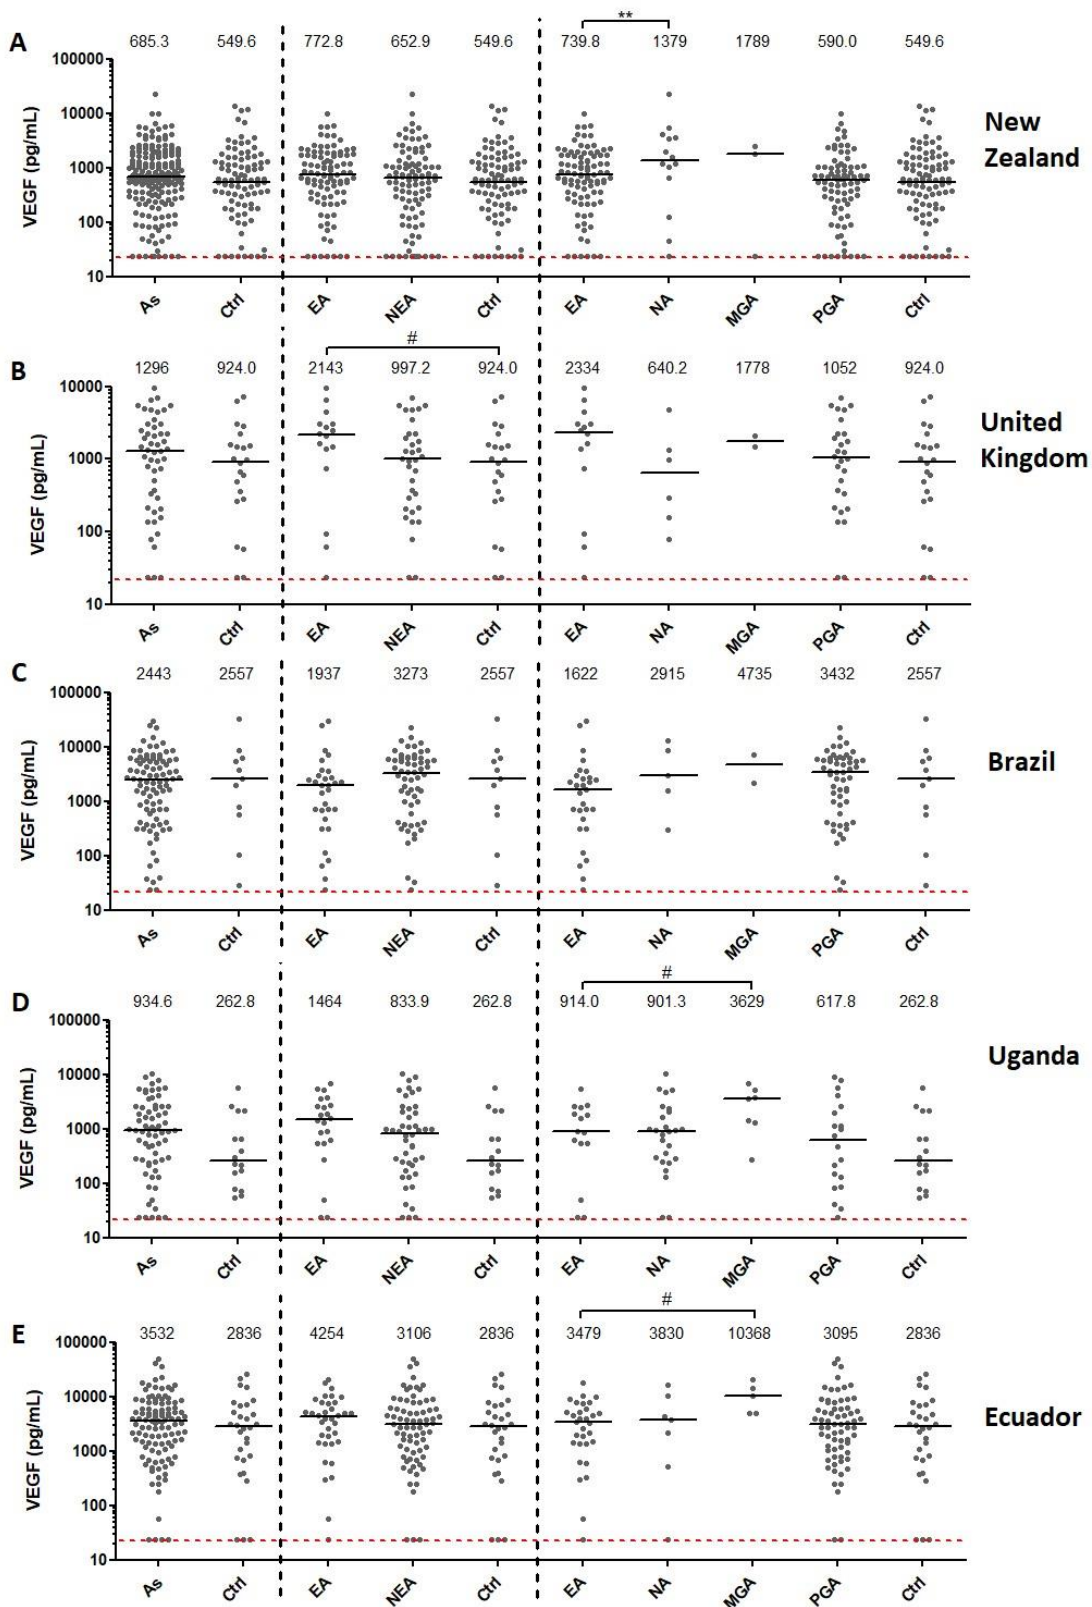 **
A 685.3 549.6 772.8 652.9 549.6 739.8 1379 1789 590.0 549.6
100000
10000
1000
100
10
VEGF (pg/mL)
New
Zealand
As Ctrl EA NEA Ctrl EA NA MGA PGA Ctrl
#
B 1296 924.0 2143 997.2 924.0 2334 640.2 1778 1052 924.0
10000
1000
100
10
VEGF (pg/mL)
United
Kingdom
As Ctrl EA NEA Ctrl EA NA MGA PGA Ctrl
C 2443 2557 1937 3273 2557 1622 2915 4735 3432 2557
100000
10000
1000
100
10
VEGF (pg/mL)
Brazil
As Ctrl EA NEA Ctrl EA NA MGA PGA Ctrl
#
D 934.6 262.8 1464 833.9 262.8 914.0 901.3 3629 617.8 262.8
100000
10000
1000
100
10
VEGF (pg/mL)
Uganda
As Ctrl EA NEA Ctrl EA NA MGA PGA Ctrl
#
E 3532 2836 4254 3106 2836 3479 3830 10368 3095 2836
100000
10000
1000
100
10
VEGF (pg/mL)
Ecuador
As Ctrl EA NEA Ctrl EA NA MGA PGA Ctrl